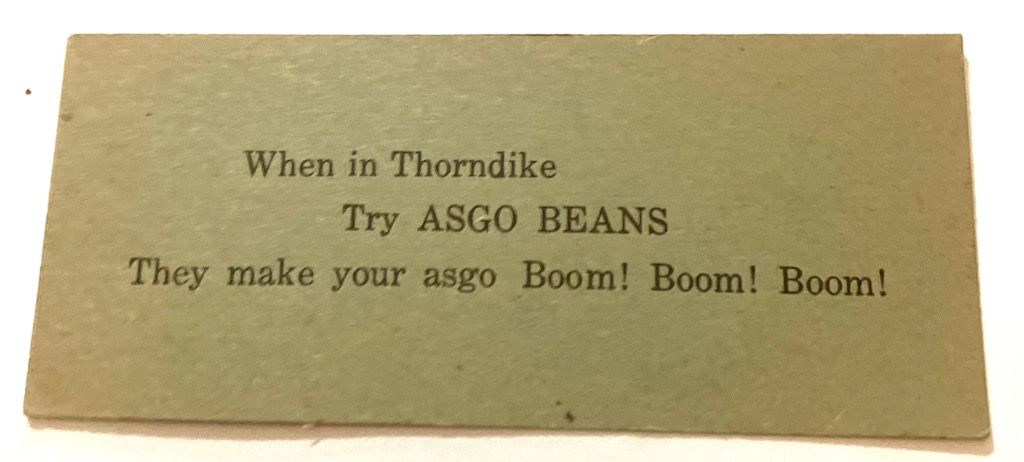 When in Thorndike
Try ASGO BEANS
They make your asgo Boom! Boom! Boom!